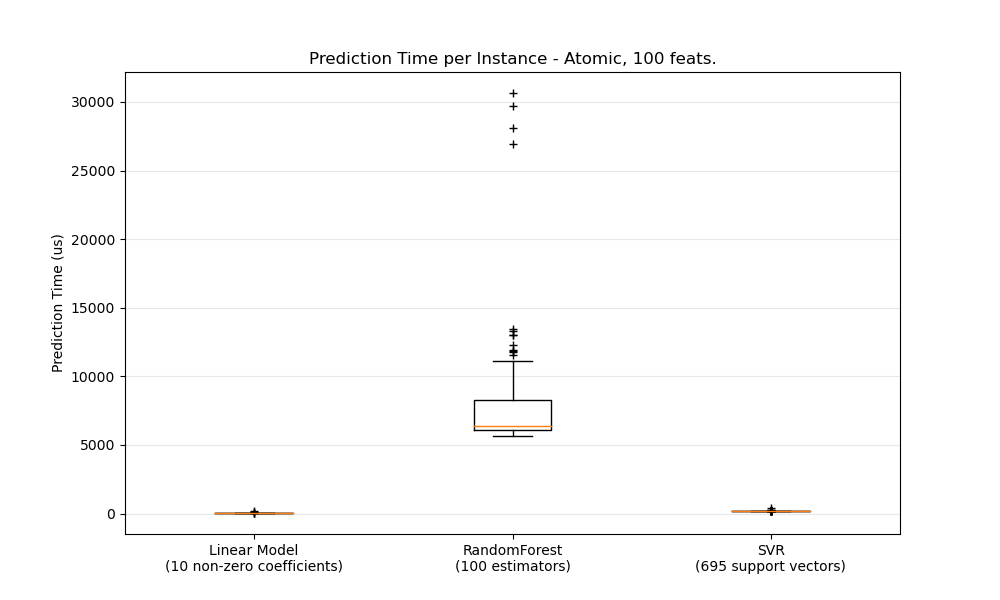 Prediction Time per Instance - Atomic, 100 feats.
Prediction Time (us)
30000
25000
20000
15000
10000
5000
0
Linear Model
(10 non-zero coefficients)
RandomForest
(100 estimators)
SVR
(695 support vectors)